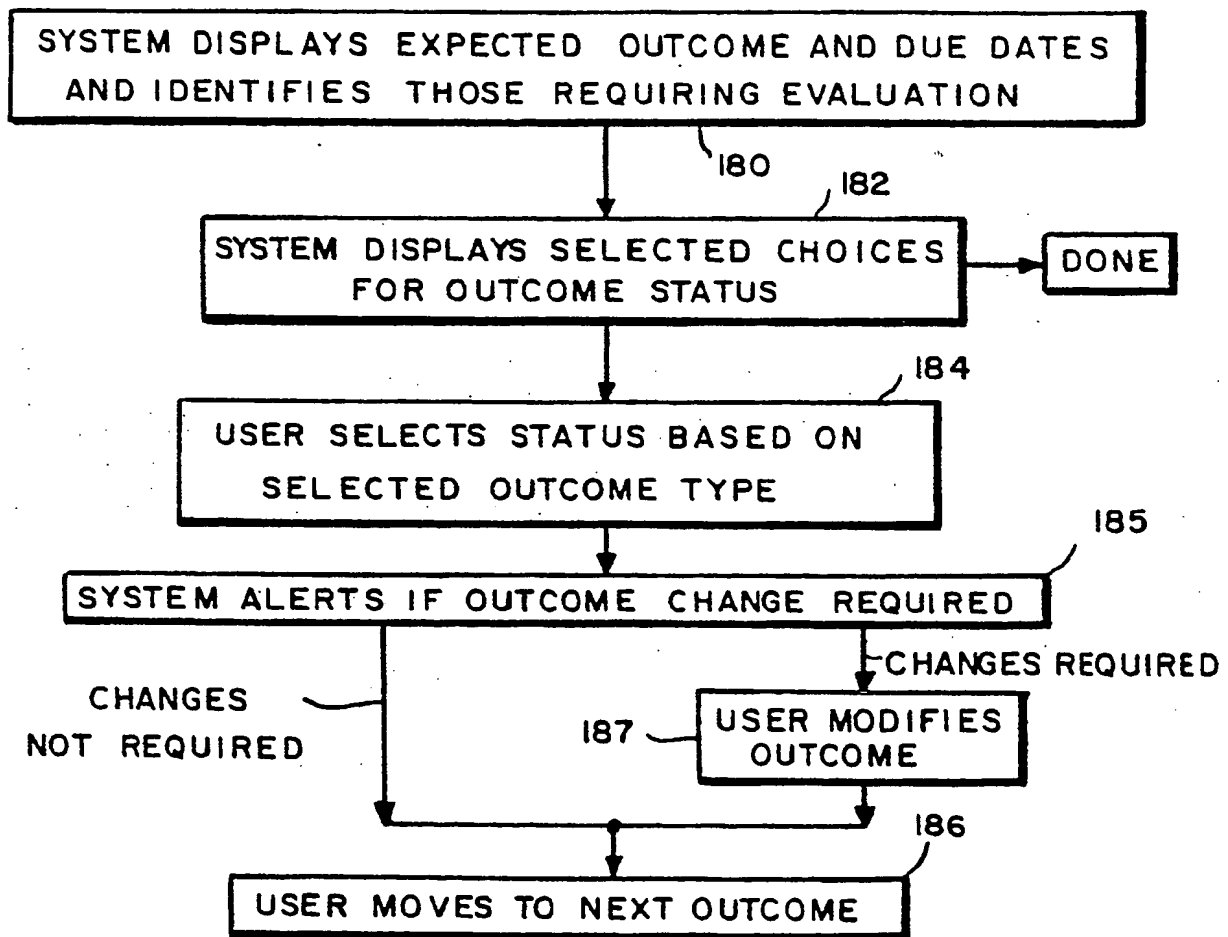 SYSTEM DISPLAYS EXPECTED OUTCOME AND DUE DATES
AND IDENTIFIES THOSE REQUIRING EVALUATION
180
182
SYSTEM DISPLAYS SELECTED CHOICES
FOR OUTCOME STATUS
DONE
184
USER SELECTS STATUS BASED ON
SELECTED OUTCOME TYPE
185
SYSTEM ALERTS IF OUTCOME CHANGE REQUIRED
CHANGES REQUIRED
CHANGES
NOT REQUIRED
187
USER MODIFIES
OUTCOME
186
USER MOVES TO NEXT OUTCOME